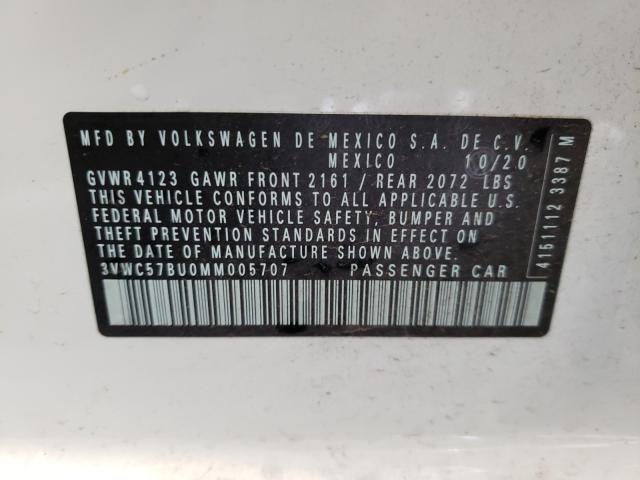 MFD BY VOLKSWAGEN DE MEXICO S.A. DE C.V.
MEXICO 10/20
GVWR 4123 GAWR FRONT 2161 / REAR 2072 LBS
THIS VEHICLE CONFORMS TO ALL APPLICABLE U.S.
FEDERAL MOTOR VEHICLE SAFETY, BUMPER AND
THEFT PREVENTION STANDARDS IN EFFECT ON
THE DATE OF MANUFACTURE SHOWN ABOVE.
3VWC57BU0MM005707 PASSENGER CAR
4151112 3387 M